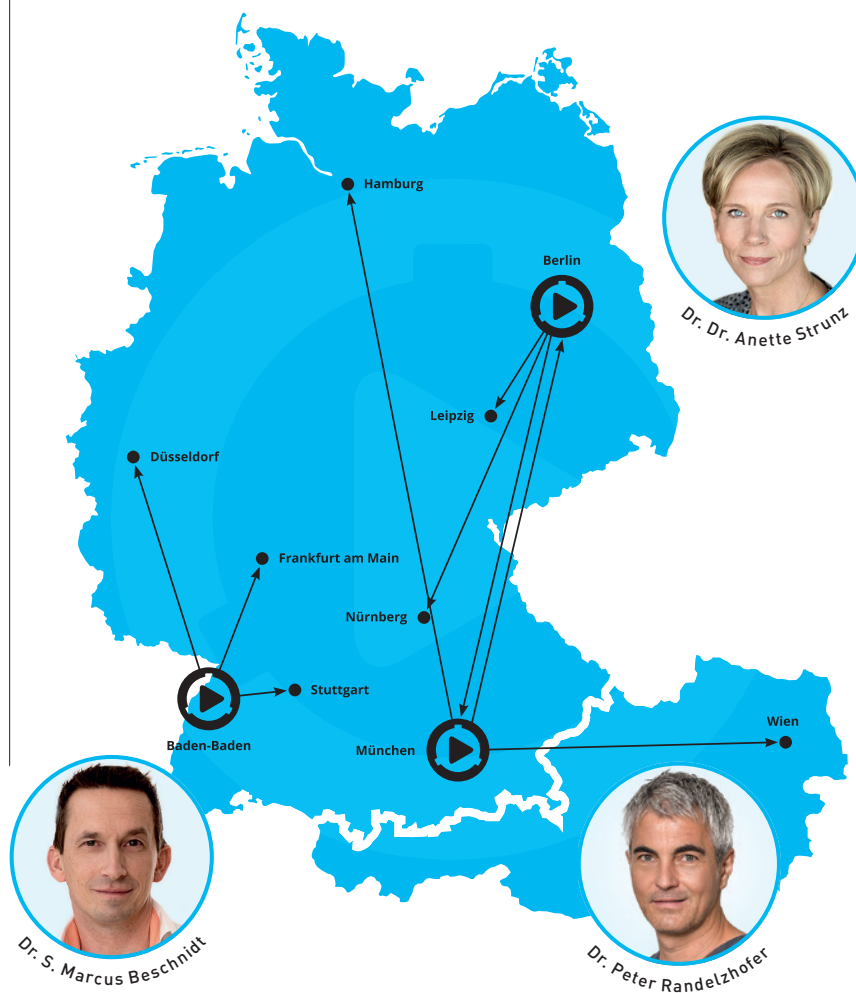 Hamburg
Berlin
Dr. Dr. Anette Strunz
Leipzig
Düsseldorf
Frankfurt am Main
Nürnberg
Stuttgart
Wien
Baden-Baden
München
Dr. S. Marcus Beschnidt
Dr. Peter Randelzhofer